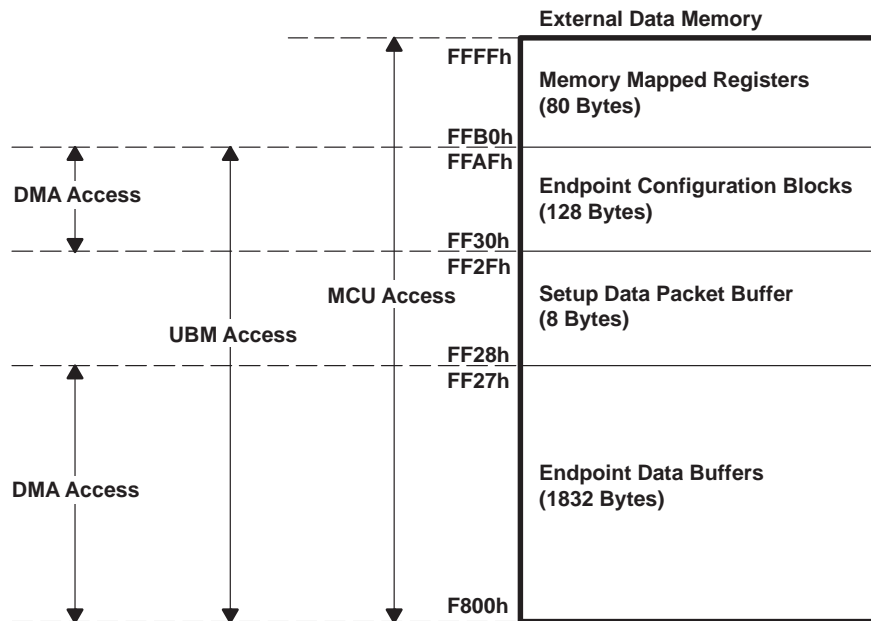 External Data Memory
FFFFh
Memory Mapped Registers
(80 Bytes)
FFB0h
FFAFh
DMA Access
Endpoint Configuration Blocks
(128 Bytes)
FF30h
FF2Fh
MCU Access
Setup Data Packet Buffer
(8 Bytes)
UBM Access
FF28h
FF27h
DMA Access
Endpoint Data Buffers
(1832 Bytes)
F800h